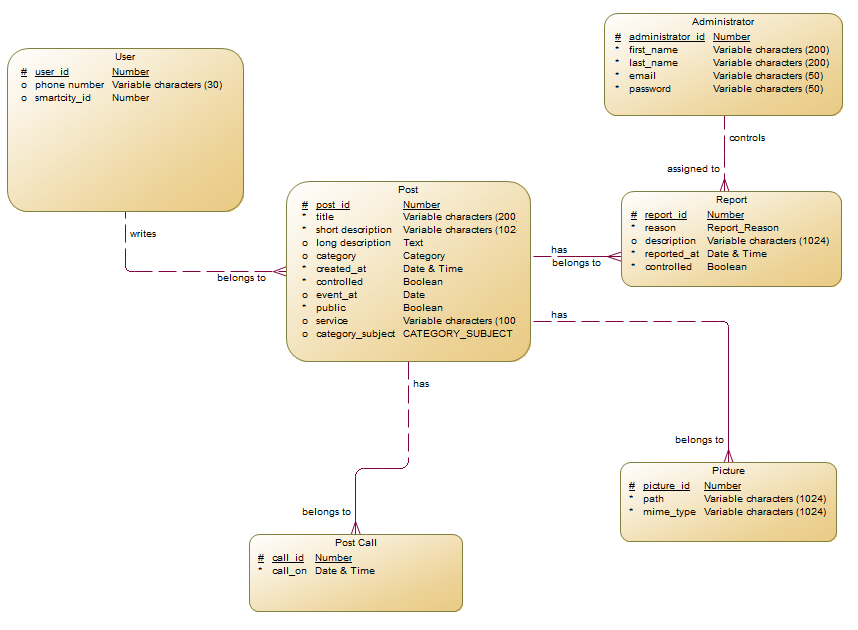 User
# user_id Number
o phone number Variable characters (30)
o smartcity_id Number
writes
belongs to
Administrator
# administrator_id Number
* first_name Variable characters (200)
* last_name Variable characters (200)
* email Variable characters (50)
* password Variable characters (50)
controls
assigned to
Post
# post_id Number
* title Variable characters (200
* short description Variable characters (102
o long description Text
o category Category
* created_at Date & Time
* controlled Boolean
o event_at Date
* public Boolean
o service Variable characters (100
o category_subject CATEGORY_SUBJECT
has
belongs to
Report
# report_id Number
* reason Report_Reason
o description Variable characters (1024)
* reported_at Date & Time
* controlled Boolean
has
belongs to
Picture
# picture_id Number
* path Variable characters (1024)
* mime_type Variable characters (1024)
has
belongs to
Post Call
# call_id Number
* call_on Date & Time